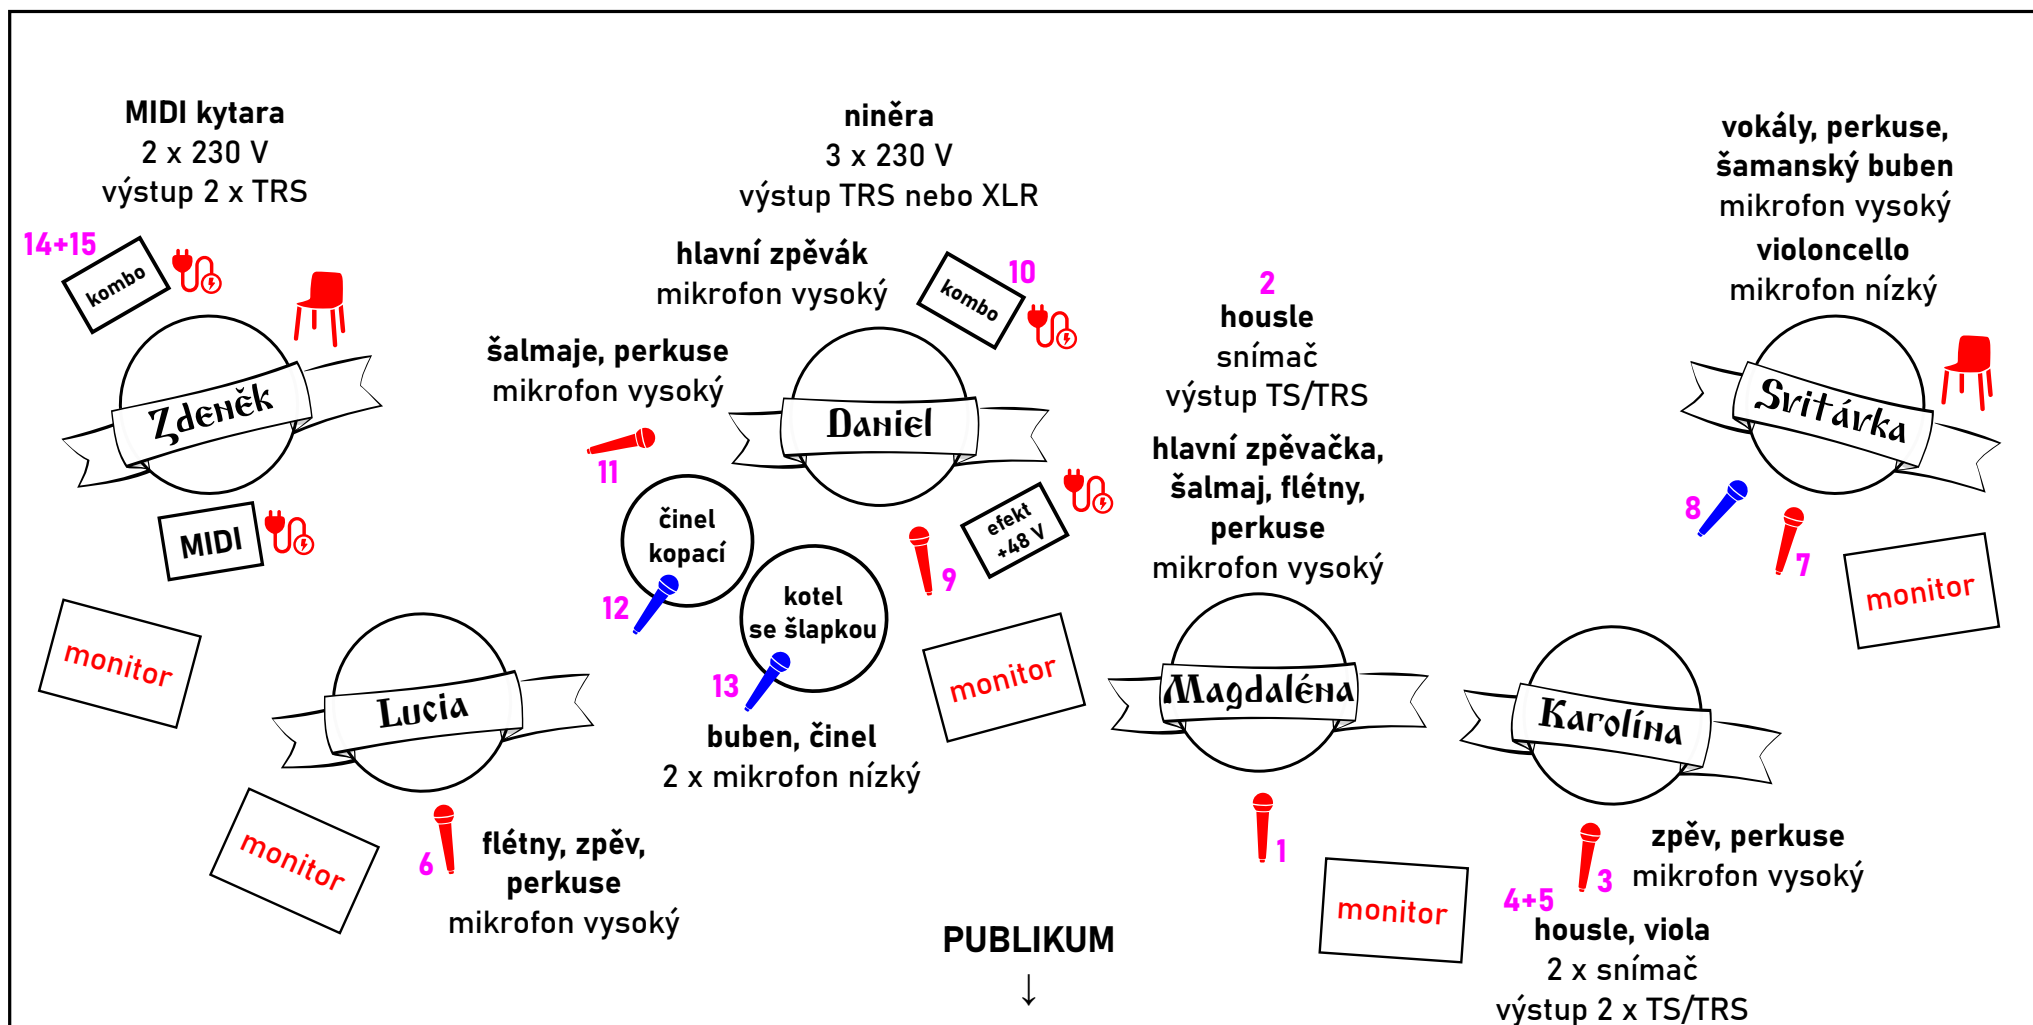 MIDI kytara
2 x 230 V
výstup 2 x TRS
14+15
kombo
Zdeněk
MIDI
monitor
niněra
3 x 230 V
výstup TRS nebo XLR
hlavní zpěvák
mikrofon vysoký
kombo
10
šalmaje, perkuse
mikrofon vysoký
11
Daniel
efekt
+48 V
9
činel
kopací
12
kotel
se šlapkou
13
buben, činel
2 x mikrofon nízký
monitor
Lucia
monitor
6
flétny, zpěv,
perkuse
mikrofon vysoký
2
housle
snímač
výstup TS/TRS
hlavní zpěvačka,
šalmaj, flétny,
perkuse
mikrofon vysoký
Magdaléna
1
monitor
vokály, perkuse,
šamanský buben
mikrofon vysoký
violoncello
mikrofon nízký
Svitávka
8
7
monitor
Karolína
3
zpěv, perkuse
mikrofon vysoký
4+5
housle, viola
2 x snímač
výstup 2 x TS/TRS
PUBLIKUM
↓